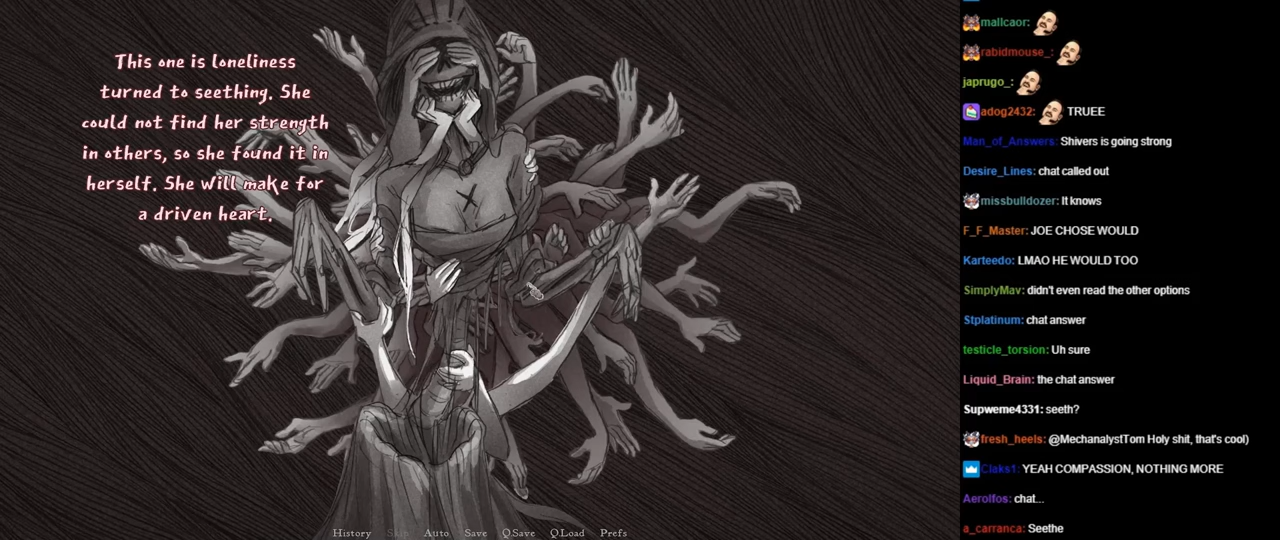 This one is loneliness
turned to seething. She
could not find her strength
in others, so she found it in
herself. She will make for
a driven heart.
History Skip Auto Save Q.Save Q.Load Prefs
mallcaor:
rabidmouse_:
japrugo_:
adog2432: TRUEE
Man_of_Answers: Shivers is going strong
Desire_Lines: chat called out
missbulldozer: It knows
F_F_Master: JOE CHOSE WOULD
Karteedo: LMAO HE WOULD TOO
SimplyMav: didn't even read the other options
Stplatinum: chat answer
testicle_torsion: Uh sure
Liquid_Brain: the chat answer
Supweme4331: seeth?
fresh_heels: @MechanalystTom Holy shit, that's cool)
Claks1: YEAH COMPASSION, NOTHING MORE
Aerolfos: chat...
a_carranca: Seethe